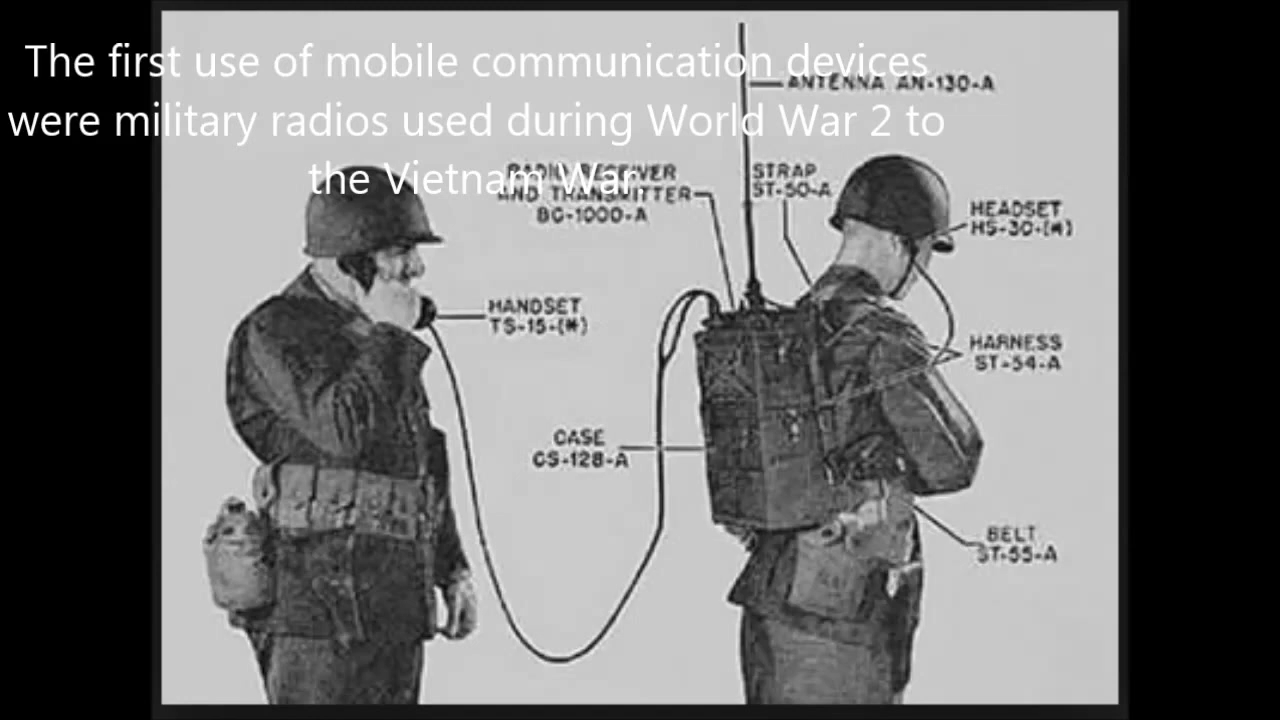 The first use of mobile communication devices
were military radios used during World War 2 to
the Vietnam War.
ANTENNA AN-130-A
RADIO RECEIVER
AND TRANSMITTER
BC-1000-A
STRAP
ST-50-A
HEADSET
HS-30-(*)
HANDSET
TS-15-(*)
HARNESS
ST-54-A
CASE
CS-128-A
BELT
ST-55-A